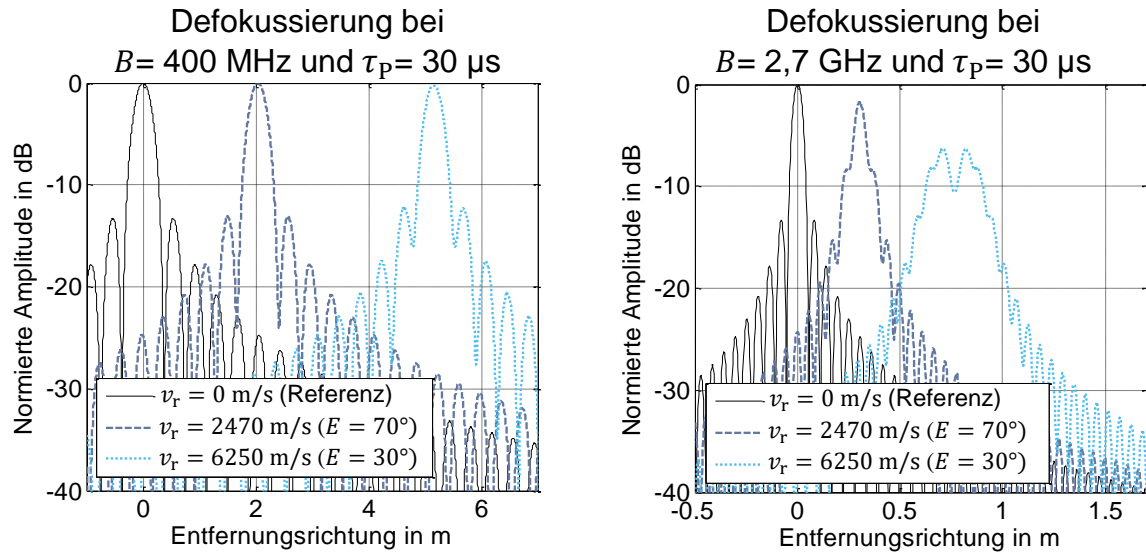 Defokussierung bei
B= 400 MHz und τP= 30 μs
Normierte Amplitude in dB
0
-10
-20
-30
-40
vr = 0 m/s (Referenz)
vr = 2470 m/s (E = 70°)
vr = 6250 m/s (E = 30°)
0 2 4 6
Entfernungsrichtung in m
Defokussierung bei
B= 2,7 GHz und τP= 30 μs
Normierte Amplitude in dB
0
-10
-20
-30
-40
vr = 0 m/s (Referenz)
vr = 2470 m/s (E = 70°)
vr = 6250 m/s (E = 30°)
-0.5 0 0.5 1 1.5
Entfernungsrichtung in m